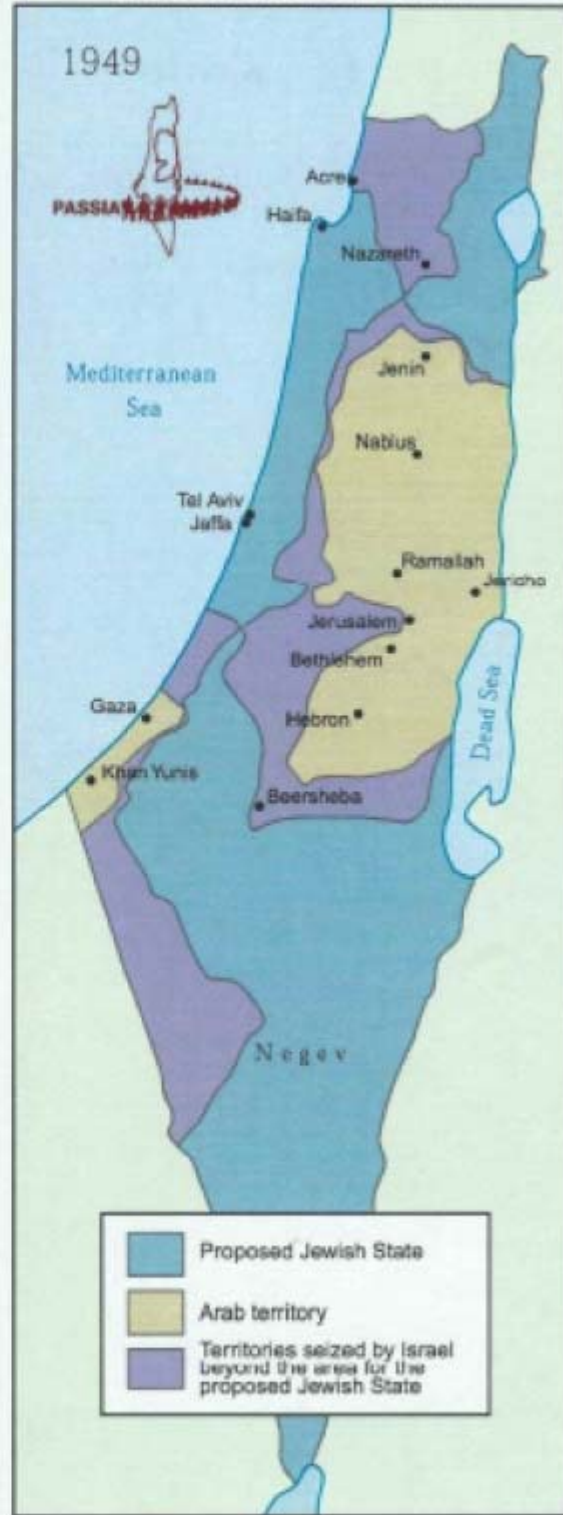 1949
PASSIA
Acre
Haifa
Nazareth
Jenin
Mediterranean
Sea
Nablus
Tel Aviv
Jaffa
Ramallah
Jericho
Jerusalem
Bethlehem
Gaza
Hebron
Dead Sea
Khan Yunis
Beersheba
Negev
Proposed Jewish State
Arab territory
Territories seized by Israel
beyond the area for the
proposed Jewish State